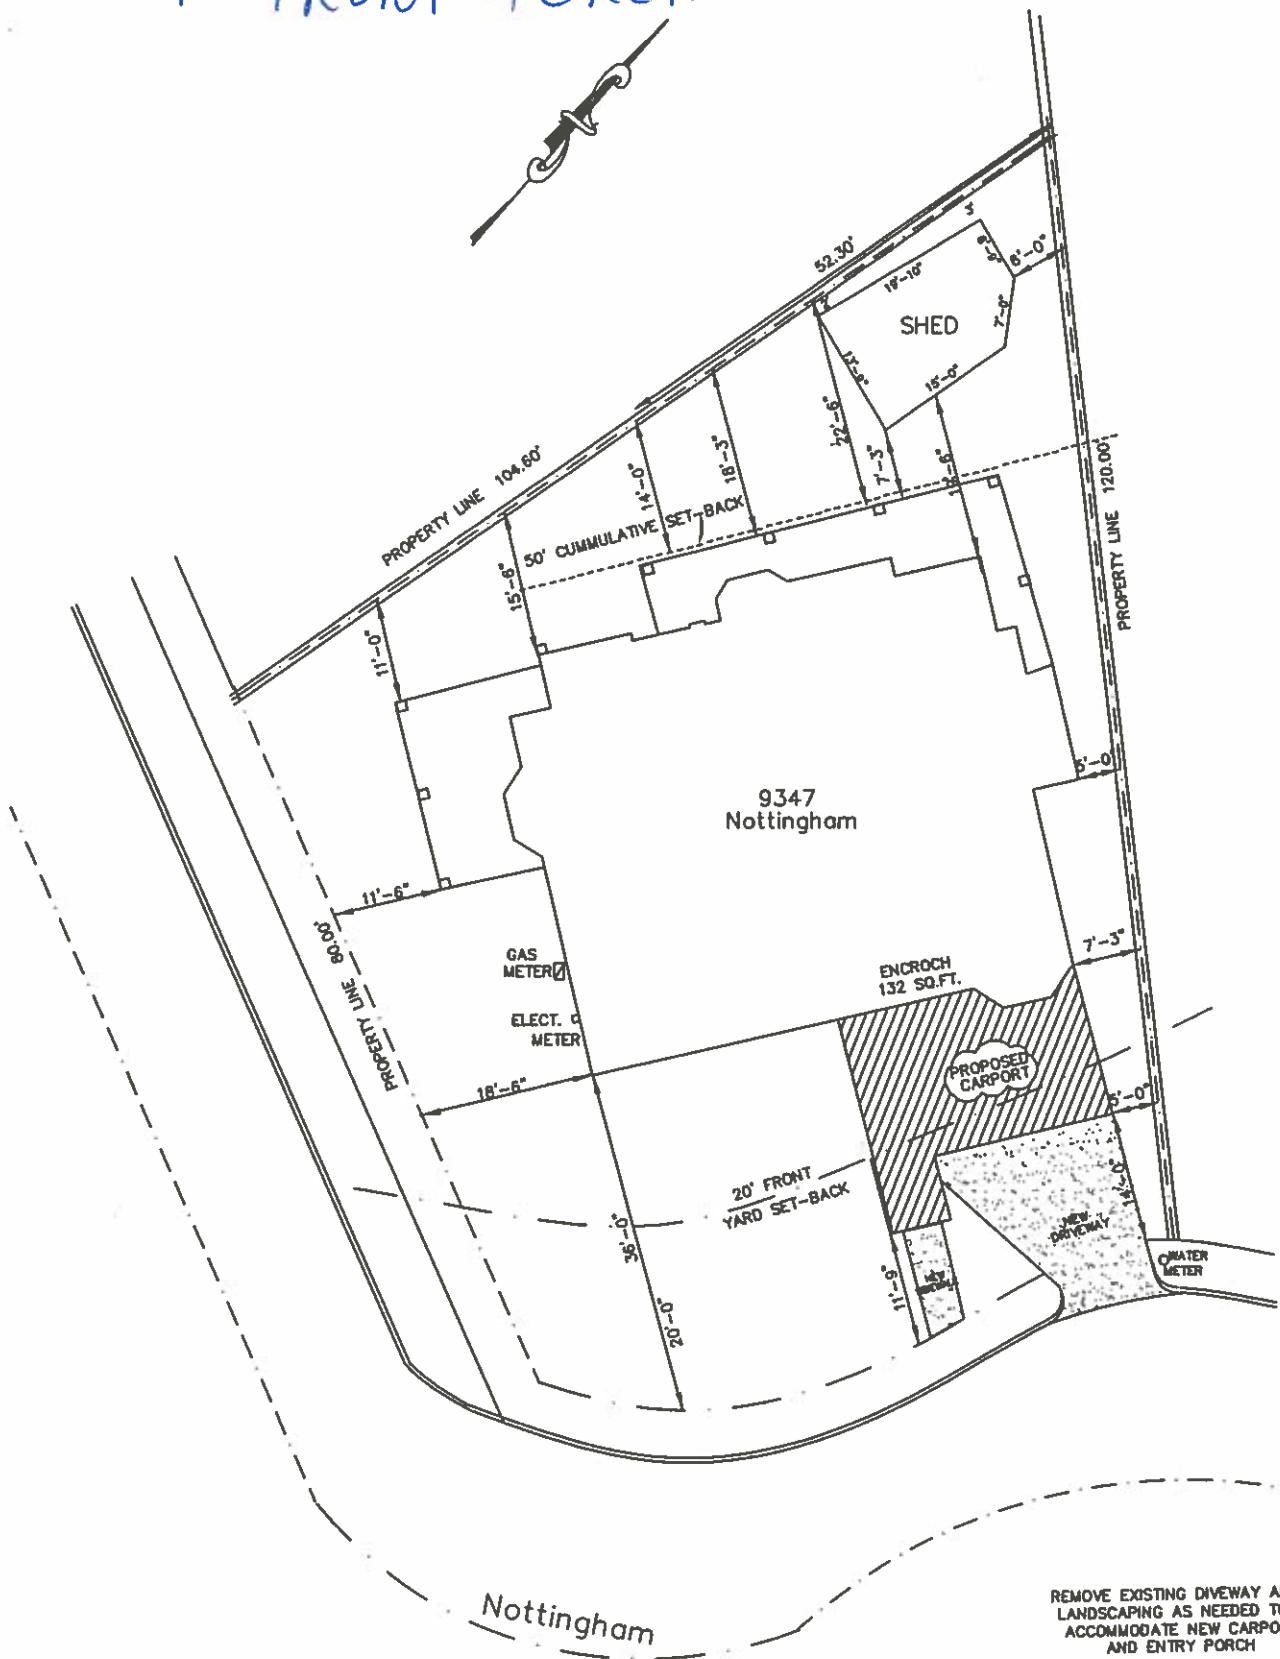 FRONT PORCH
52.30'
19'-10"
6'-0"
SHED
7'-0"
15'-0"
22'-6"
7'-3"
18'-3"
14'-0"
PROPERTY LINE 104.60'
50' CUMMULATIVE SET-BACK
15'-6"
11'-0"
PROPERTY LINE 120.00'
5'-0"
9347
Nottingham
11'-6"
PROPERTY LINE 80.00'
GAS
METER
ELECT.
METER
7'-3"
ENCROCH
132 SQ.FT.
PROPOSED
CARPORT
5'-0"
18'-6"
20' FRONT
YARD SET-BACK
36'-0"
20'-0"
11'-9"
NEW
DRIVEWAY
14'-0"
NEW
WATER
METER
Nottingham
REMOVE EXISTING DIVEWAY
LANDSCAPING AS NEEDED
ACCOMMODATE NEW
AND ENTRY PORCH